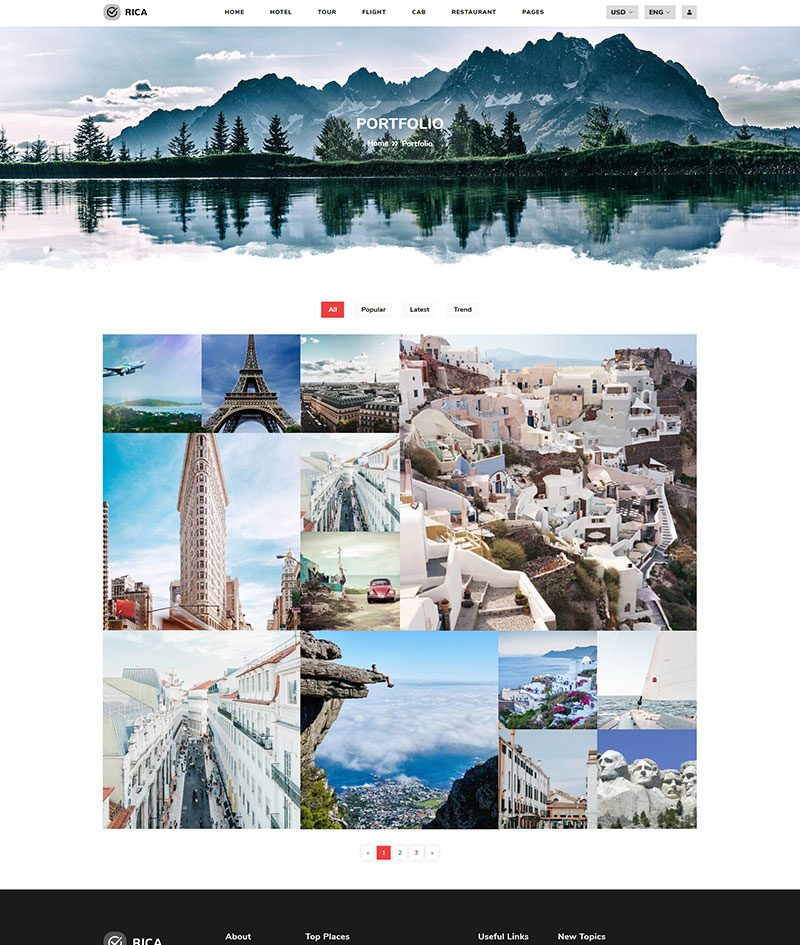 RICA
HOME HOTEL TOUR FLIGHT CAB RESTAURANT PAGES
USD ENG
PORTFOLIO
Home » Portfolio
All Popular Latest Trend
« 1 2 3 »
RICA
About Top Places Useful Links New Topics